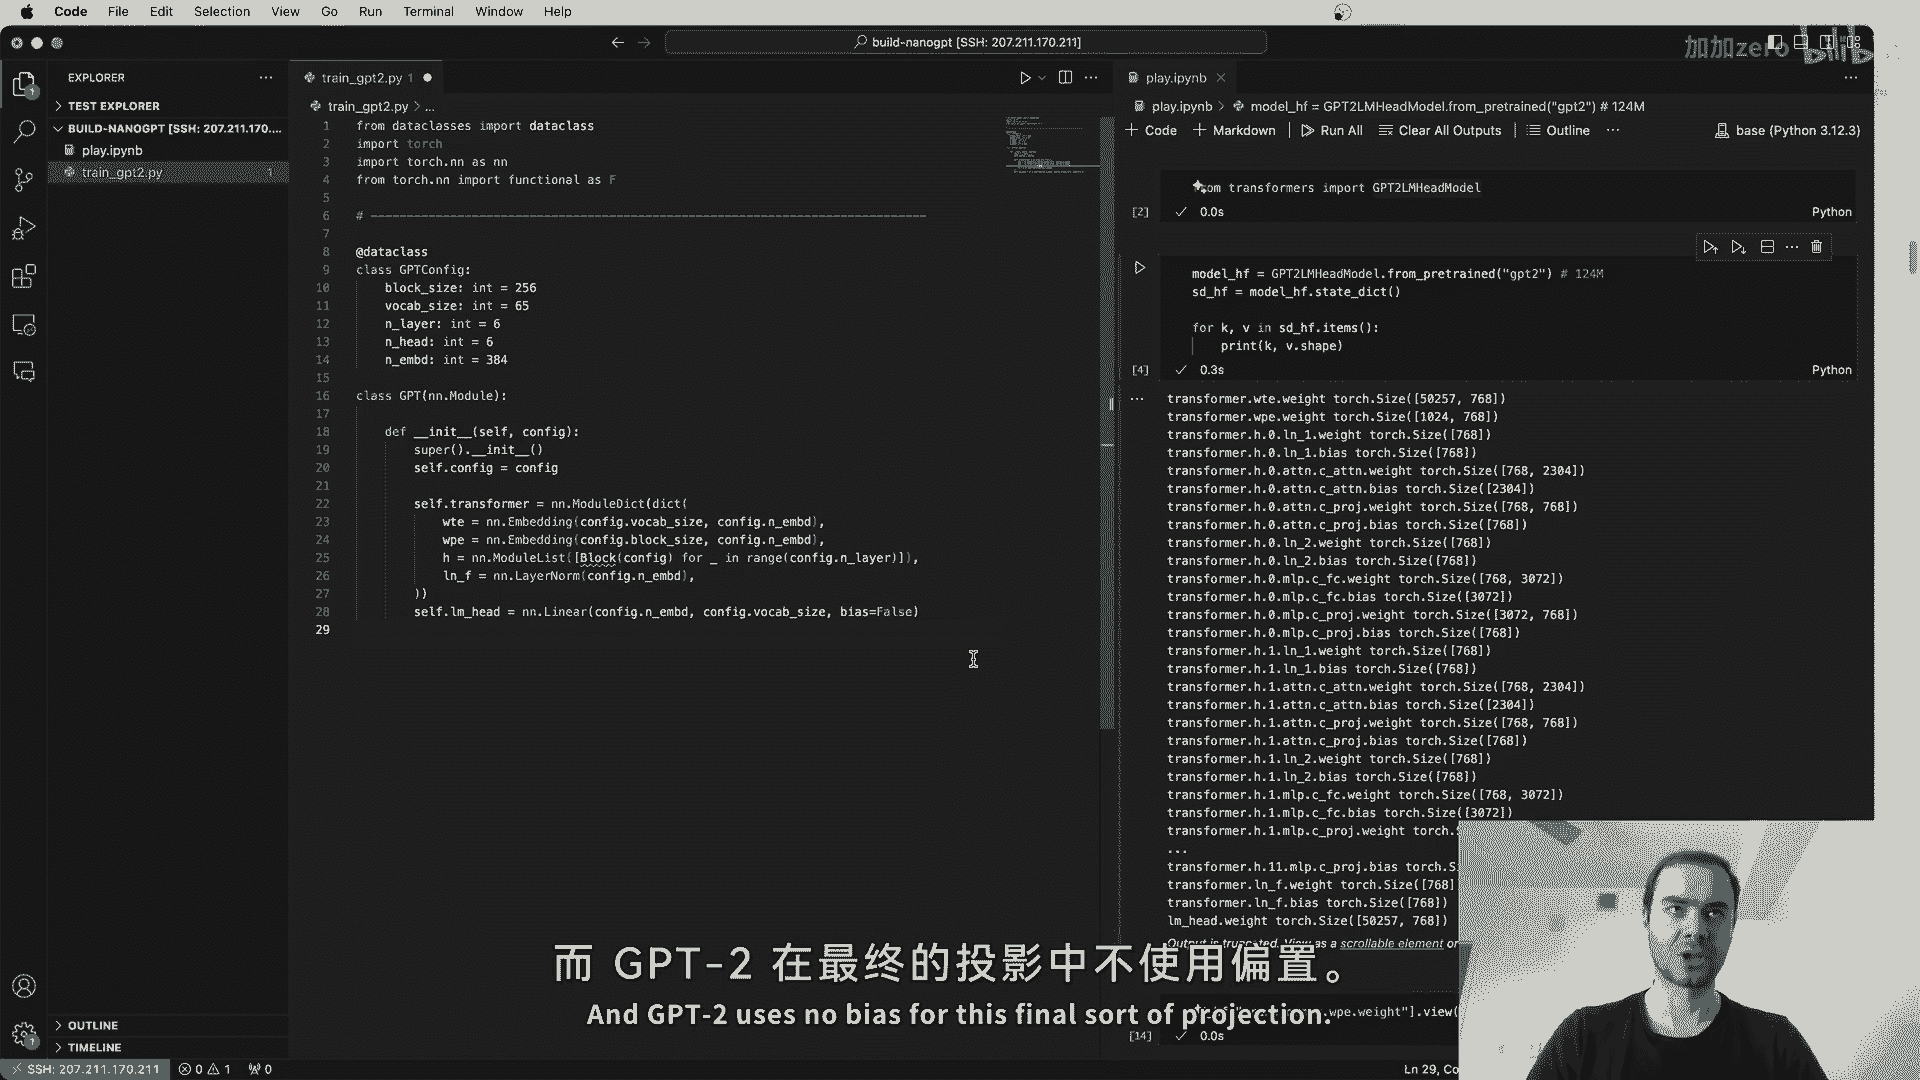 Code File Edit Selection View Go Run Terminal Window Help
build-nanogpt [SSH: 207.211.170.211]
加加zero
bilib
EXPLORER
TEST EXPLORER
BUILD-NANOGPT [SSH: 207.211.170....
play.ipynb
train_gpt2.py 1
OUTLINE
TIMELINE
train_gpt2.py 1
train_gpt2.py > ...
1 from dataclasses import dataclass
2 import torch
3 import torch.nn as nn
4 from torch.nn import functional as F
5
6 # -----------------------------------------------------------------------------
7
8 @dataclass
9 class GPTConfig:
10 block_size: int = 256
11 vocab_size: int = 65
12 n_layer: int = 6
13 n_head: int = 6
14 n_embd: int = 384
15
16 class GPT(nn.Module):
17
18 def __init__(self, config):
19 super().__init__()
20 self.config = config
21
22 self.transformer = nn.ModuleDict(dict(
23 wte = nn.Embedding(config.vocab_size, config.n_embd),
24 wpe = nn.Embedding(config.block_size, config.n_embd),
25 h = nn.ModuleList([Block(config) for _ in range(config.n_layer)]),
26 ln_f = nn.LayerNorm(config.n_embd),
27 ))
28 self.lm_head = nn.Linear(config.n_embd, config.vocab_size, bias=False)
29
play.ipynb
play.ipynb > model_hf = GPT2LMHeadModel.from_pretrained("gpt2") # 124M
Code Markdown Run All Clear All Outputs Outline ... base (Python 3.12.3)
om transformers import GPT2LMHeadModel
[2] 0.0s Python
model_hf = GPT2LMHeadModel.from_pretrained("gpt2") # 124M
sd_hf = model_hf.state_dict()
for k, v in sd_hf.items():
print(k, v.shape)
[4] 0.3s Python
transformer.wte.weight torch.Size([50257, 768])
transformer.wpe.weight torch.Size([1024, 768])
transformer.h.0.ln_1.weight torch.Size([768])
transformer.h.0.ln_1.bias torch.Size([768])
transformer.h.0.attn.c_attn.weight torch.Size([768, 2304])
transformer.h.0.attn.c_attn.bias torch.Size([2304])
transformer.h.0.attn.c_proj.weight torch.Size([768, 768])
transformer.h.0.attn.c_proj.bias torch.Size([768])
transformer.h.0.ln_2.weight torch.Size([768])
transformer.h.0.ln_2.bias torch.Size([768])
transformer.h.0.mlp.c_fc.weight torch.Size([768, 3072])
transformer.h.0.mlp.c_fc.bias torch.Size([3072])
transformer.h.0.mlp.c_proj.weight torch.Size([3072, 768])
transformer.h.0.mlp.c_proj.bias torch.Size([768])
transformer.h.1.ln_1.weight torch.Size([768])
transformer.h.1.ln_1.bias torch.Size([768])
transformer.h.1.attn.c_attn.weight torch.Size([768, 2304])
transformer.h.1.attn.c_attn.bias torch.Size([2304])
transformer.h.1.attn.c_proj.weight torch.Size([768, 768])
transformer.h.1.attn.c_proj.bias torch.Size([768])
transformer.h.1.ln_2.weight torch.Size([768])
transformer.h.1.ln_2.bias torch.Size([768])
transformer.h.1.mlp.c_fc.weight torch.Size([768, 3072])
transformer.h.1.mlp.c_fc.bias torch.Size([3072])
transformer.h.1.mlp.c_proj.weight torch.S
...
transformer.h.11.mlp.c_proj.bias torch.S
transformer.ln_f.weight torch.Size([768]
transformer.ln_f.bias torch.Size([768])
lm_head.weight torch.Size([50257, 768])
Output is truncated. View as a scrollable element or
wpe.weight"].view(
[14] 0.0s
而 GPT-2 在最终的投影中不使用偏置。
And GPT-2 uses no bias for this final sort of projection.
SSH: 207.211.170.211 0 1 0
Ln 29, Co